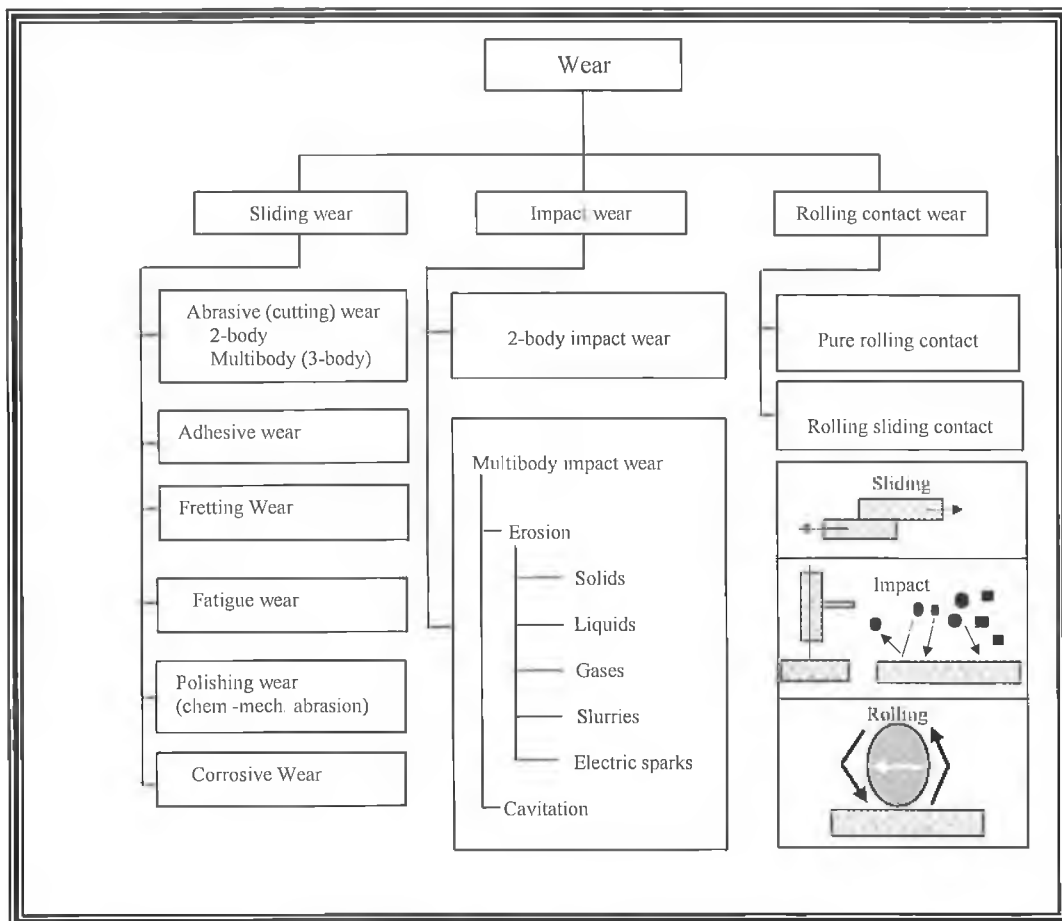 Wear
Sliding wear
Impact wear
Rolling contact wear
Abrasive (cutting) wear
2-body
Multibody (3-body)
Adhesive wear
Fretting Wear
Fatigue wear
Polishing wear
(chem -mech. abrasion)
Corrosive Wear
2-body impact wear
Multibody impact wear
Erosion
Solids
Liquids
Gases
Slurries
Electric sparks
Cavitation
Pure rolling contact
Rolling sliding contact
Sliding
Impact
Rolling